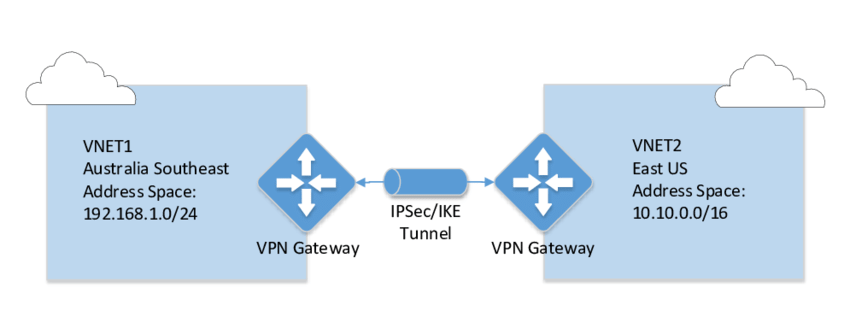 VNET1
Australia Southeast
Address Space:
192.168.1.0/24
VPN Gateway
IPSec/IKE
Tunnel
VPN Gateway
VNET2
East US
Address Space:
10.10.0.0/16